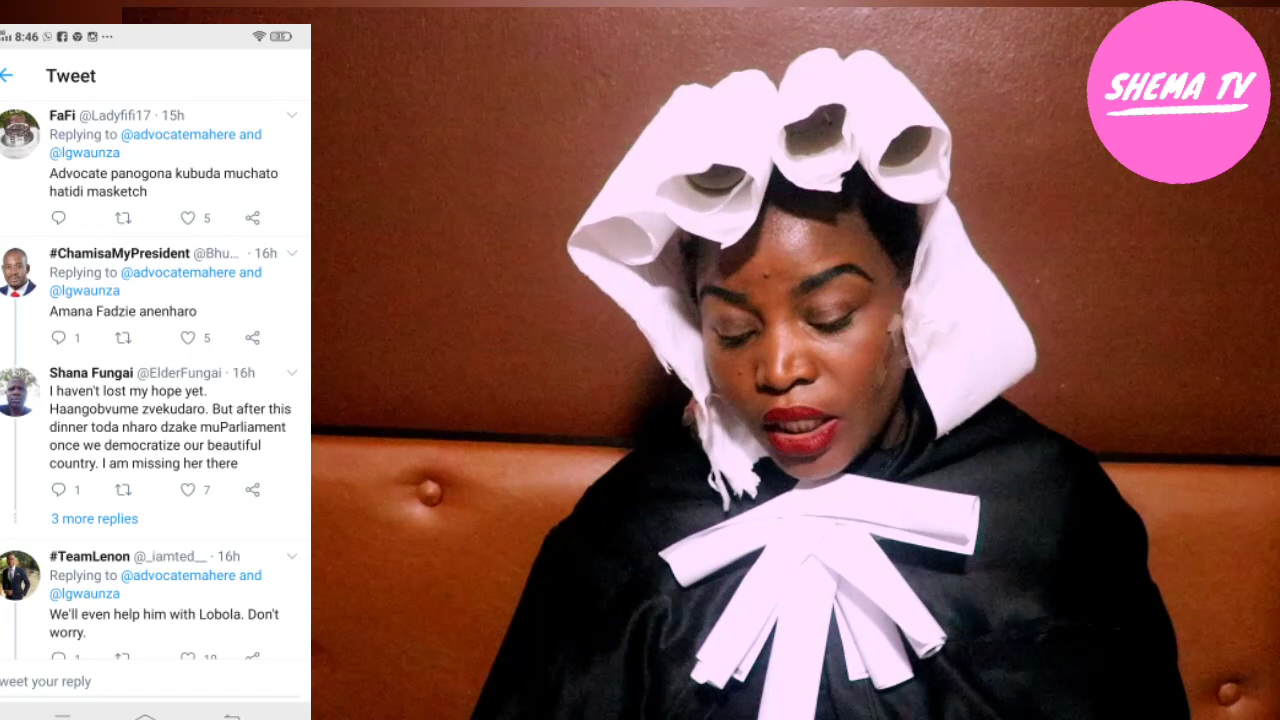 8:46
35
Tweet
FaFi @Ladyfifi17 · 15h
Replying to @advocatemahere and
@lgwaunza
Advocate panogona kubuda muchato
hatidi masketch
5
#ChamisaMyPresident @Bhu... · 16h
Replying to @advocatemahere and
@lgwaunza
Amana Fadzie anenharo
1 5
Shana Fungai @ElderFungai · 16h
I haven't lost my hope yet.
Haangobvume zvekudaro. But after this
dinner toda nharo dzake muParliament
once we democratize our beautiful
country. I am missing her there
1 7
3 more replies
#TeamLenon @_iamted__ · 16h
Replying to @advocatemahere and
@lgwaunza
We'll even help him with Lobola. Don't
worry.
1 10
weet your reply
SHEMA TV